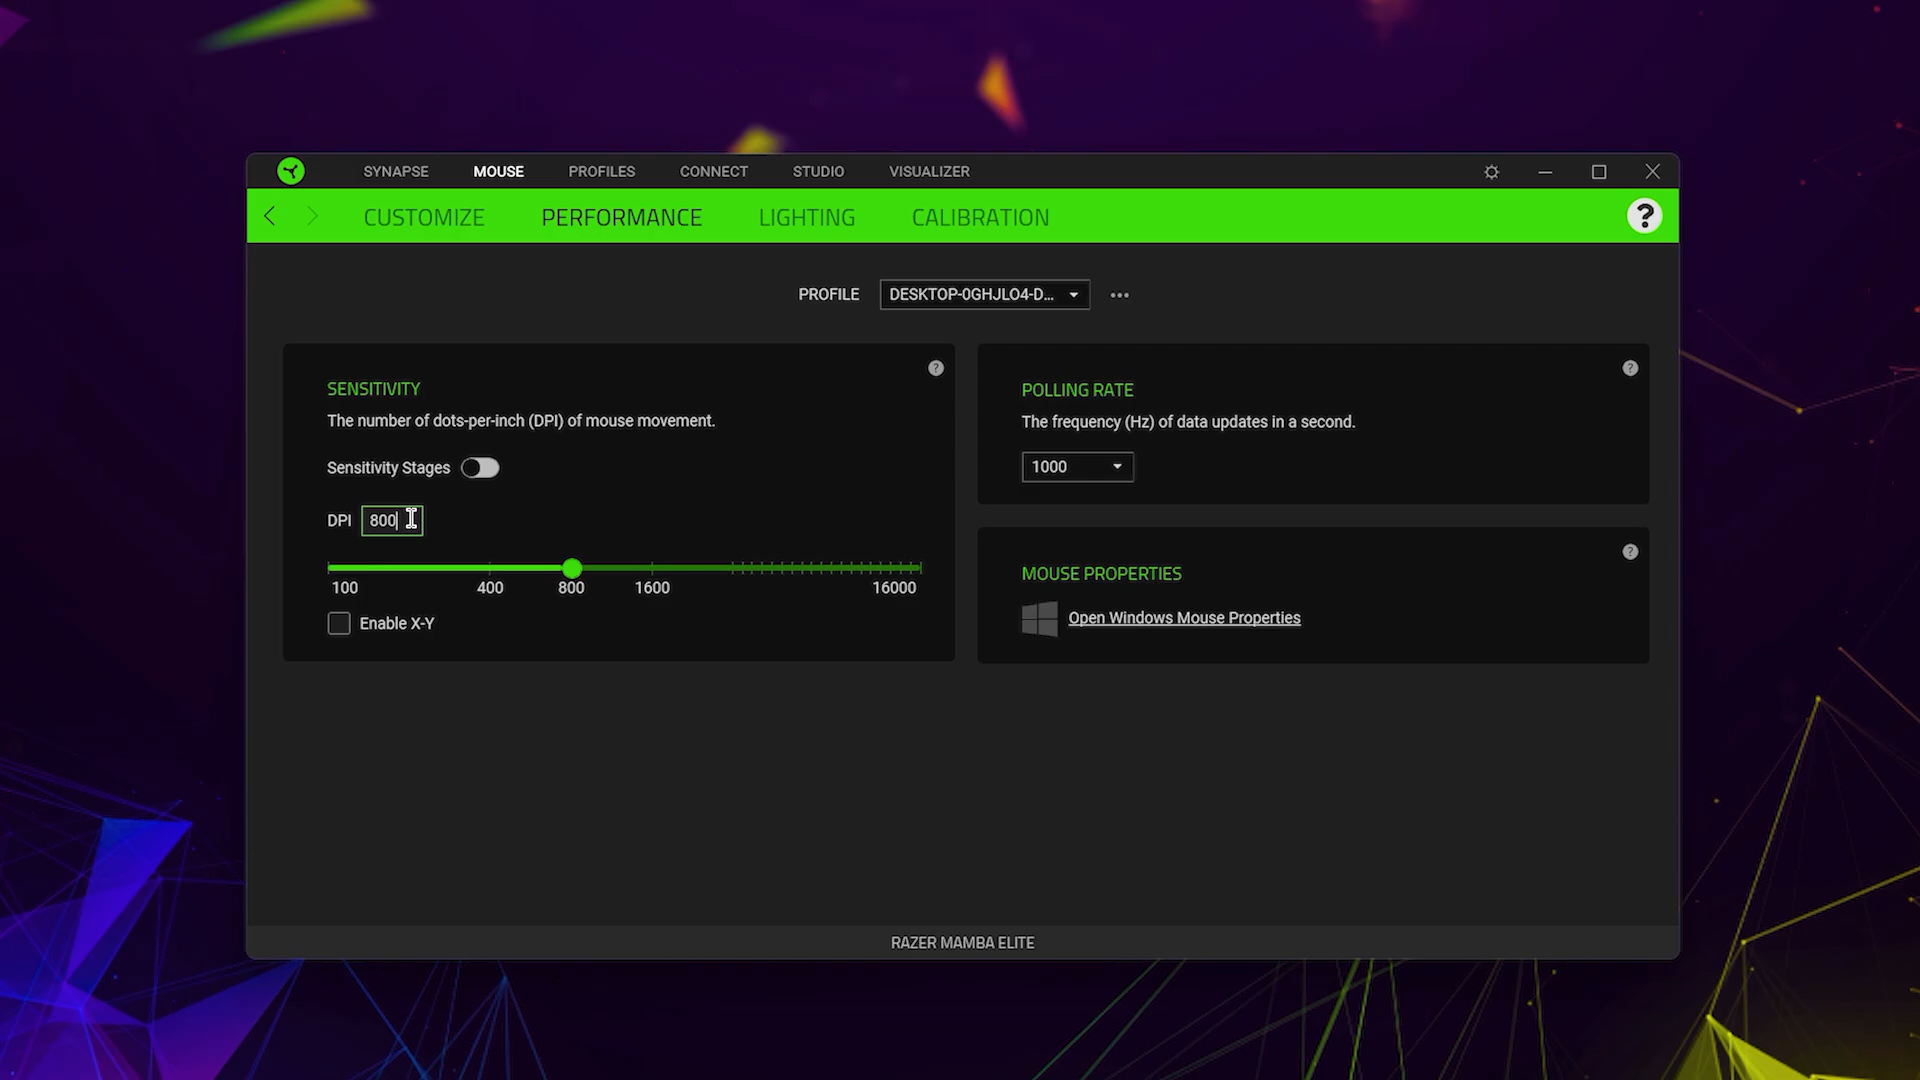 SYNAPSE MOUSE PROFILES CONNECT STUDIO VISUALIZER
CUSTOMIZE PERFORMANCE LIGHTING CALIBRATION ?
PROFILE DESKTOP-0GHJLO4-D... •••
SENSITIVITY ?
The number of dots-per-inch (DPI) of mouse movement.
Sensitivity Stages
DPI 800
100 400 800 1600 16000
Enable X-Y
POLLING RATE ?
The frequency (Hz) of data updates in a second.
1000
MOUSE PROPERTIES ?
Open Windows Mouse Properties
RAZER MAMBA ELITE